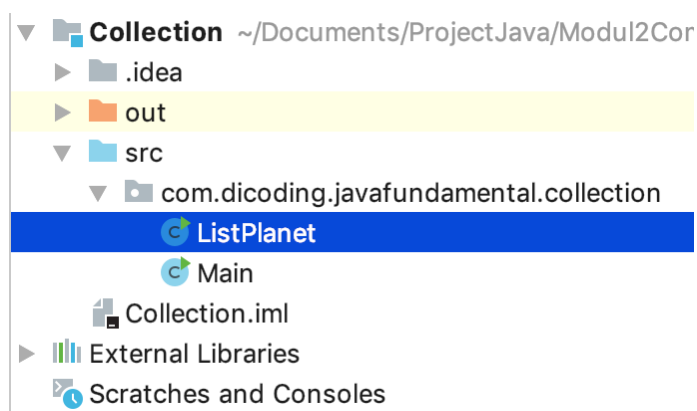 Collection ~/Documents/ProjectJava/Modul2Con
.idea
out
src
com.dicoding.javafundamental.collection
C ListPlanet
C Main
Collection.iml
External Libraries
Scratches and Consoles